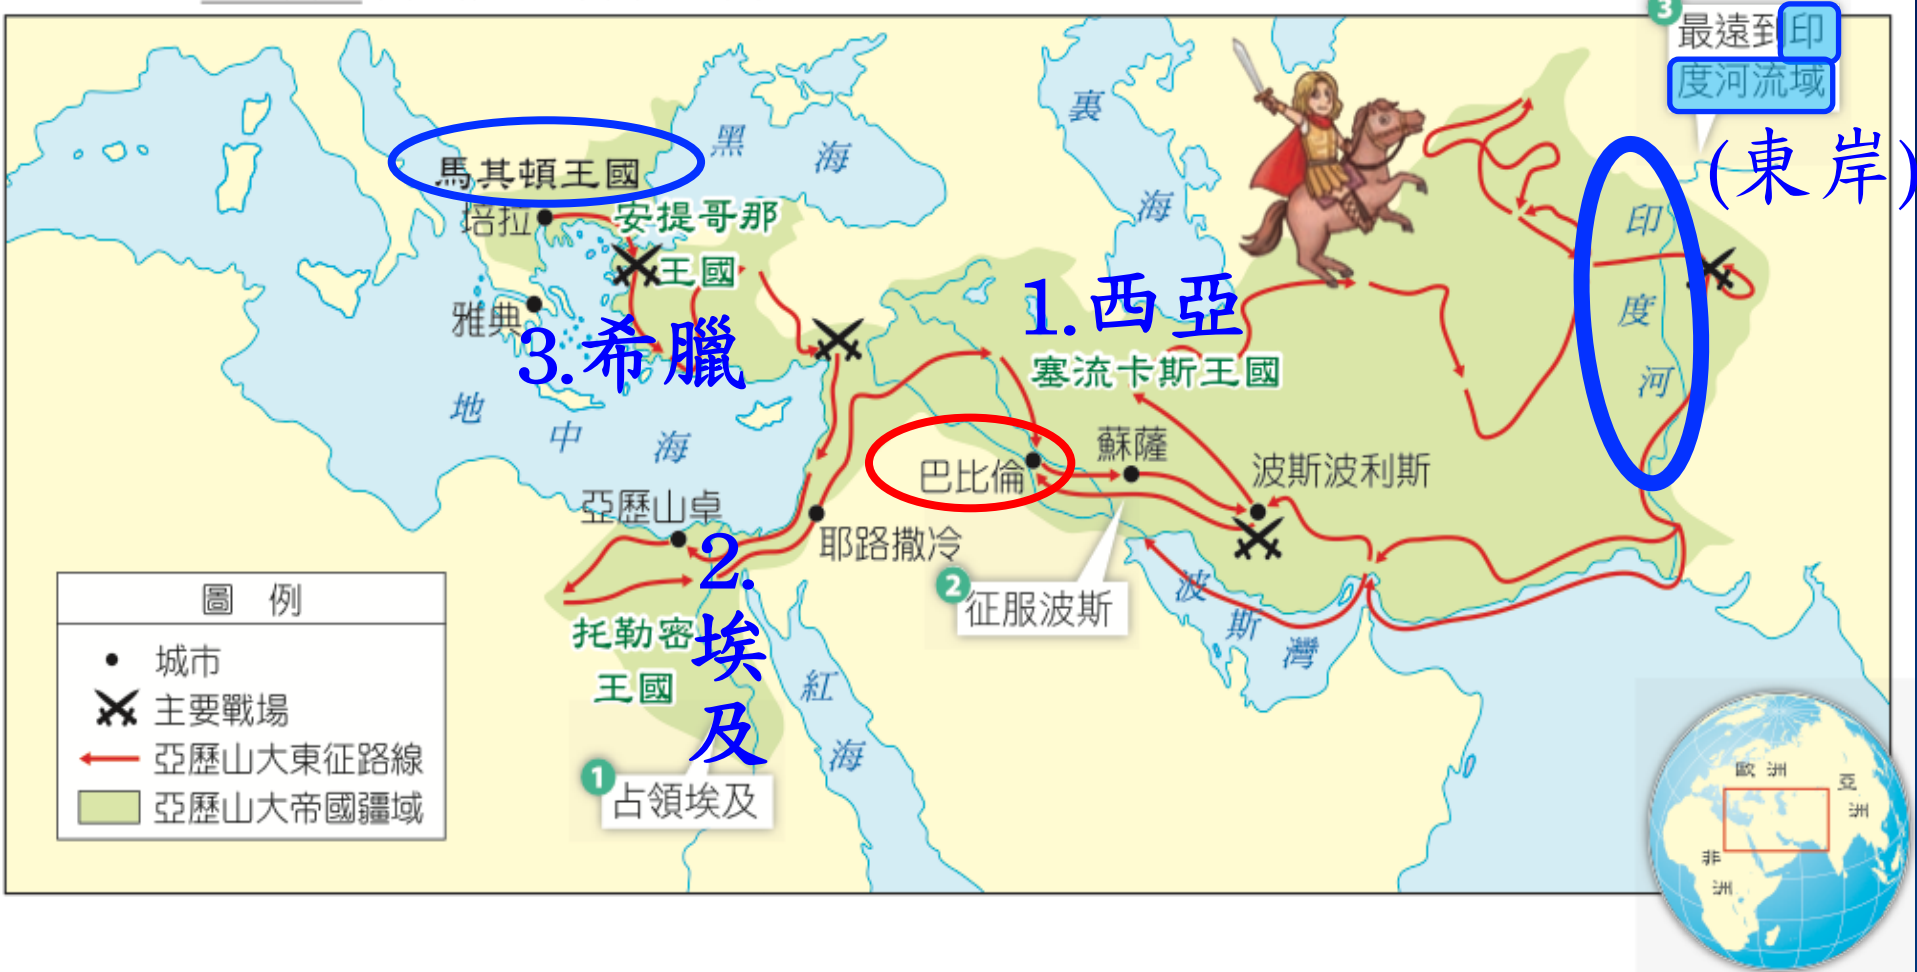 3
最遠到印
度河流域
(東岸)
馬其頓王國
黑海
裏海
培拉
安提哥那
王國
印度河
雅典
3.希臘
1.西亞
塞流卡斯王國
地中海
巴比倫
蘇薩
波斯波利斯
亞歷山卓
耶路撒冷
2.埃及
2
征服波斯
波斯灣
托勒密
王國
紅海
1
占領埃及
圖例
城市
主要戰場
亞歷山大東征路線
亞歷山大帝國疆域
歐洲
亞洲
非洲